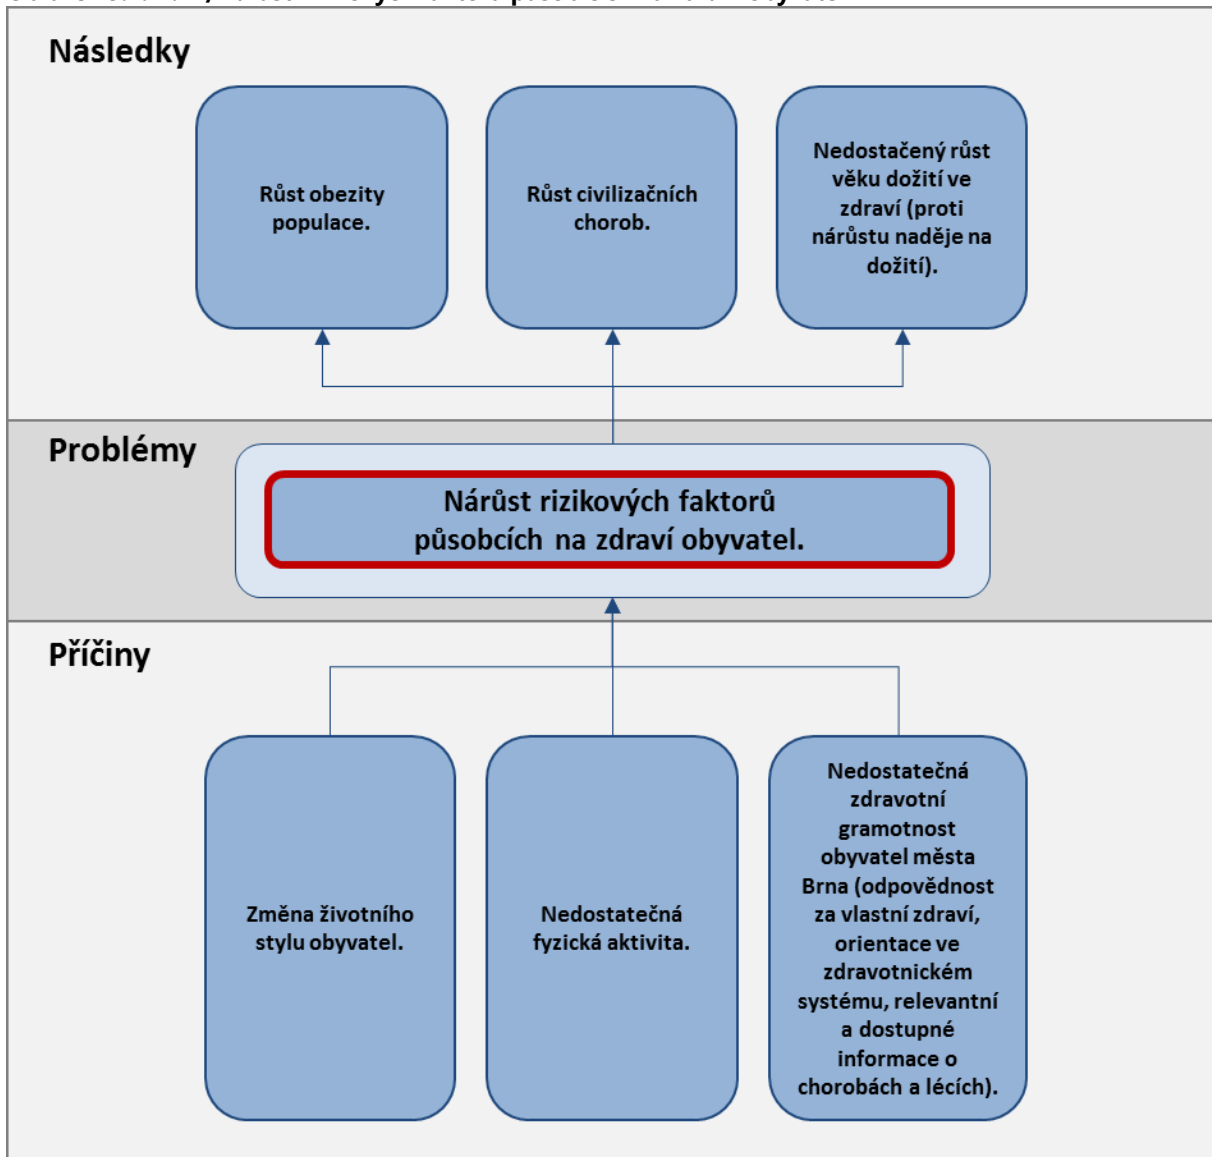 Následky
Růst obezity
populace.
Růst civilizačních
chorob.
Nedostačený růst
věku dožití ve
zdraví (proti
nárůstu naděje na
dožití).
Problémy
Nárůst rizikových faktorů
působcích na zdraví obyvatel.
Příčiny
Změna životního
stylu obyvatel.
Nedostatečná
fyzická aktivita.
Nedostatečná
zdravotní
gramotnost
obyvatel města
Brna (odpovědnost
za vlastní zdraví,
orientace ve
zdravotnickém
systému, relevantní
a dostupné
informace o
chorobách a lécích).